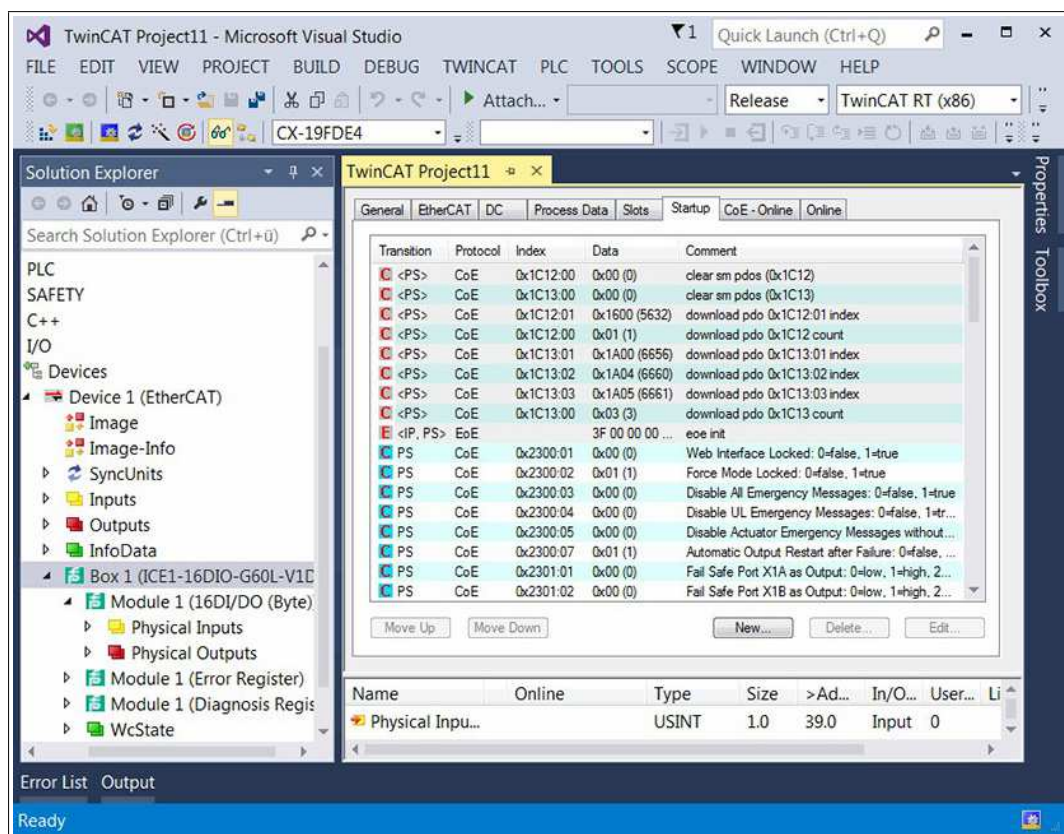 TwinCAT Project11 - Microsoft Visual Studio
1
Quick Launch (Ctrl+Q)
FILE EDIT VIEW PROJECT BUILD DEBUG TWINCAT PLC TOOLS SCOPE WINDOW HELP
Attach...
Release
TwinCAT RT (x86)
CX-19FDE4
Solution Explorer
Search Solution Explorer (Ctrl+ü)
PLC
SAFETY
C++
I/O
Devices
Device 1 (EtherCAT)
Image
Image-Info
SyncUnits
Inputs
Outputs
InfoData
Box 1 (ICE1-16DIO-G60L-V1D
Module 1 (16DI/DO (Byte)
Physical Inputs
Physical Outputs
Module 1 (Error Register)
Module 1 (Diagnosis Regis
WcState
TwinCAT Project11
General EtherCAT DC Process Data Slots Startup CoE - Online Online
Transition Protocol Index Data Comment
C <PS> CoE 0x1C12:00 0x00 (0) clear sm pdos (0x1C12)
C <PS> CoE 0x1C13:00 0x00 (0) clear sm pdos (0x1C13)
C <PS> CoE 0x1C12:01 0x1600 (5632) download pdo 0x1C12:01 index
C <PS> CoE 0x1C12:00 0x01 (1) download pdo 0x1C12 count
C <PS> CoE 0x1C13:01 0x1A00 (6656) download pdo 0x1C13:01 index
C <PS> CoE 0x1C13:02 0x1A04 (6660) download pdo 0x1C13:02 index
C <PS> CoE 0x1C13:03 0x1A05 (6661) download pdo 0x1C13:03 index
C <PS> CoE 0x1C13:00 0x03 (3) download pdo 0x1C13 count
E <IP, PS> EoE 3F 00 00 00 ... eoe init
C PS CoE 0x2300:01 0x00 (0) Web Interface Locked: 0=false, 1=true
C PS CoE 0x2300:02 0x01 (1) Force Mode Locked: 0=false, 1=true
C PS CoE 0x2300:03 0x00 (0) Disable All Emergency Messages: 0=false, 1=true
C PS CoE 0x2300:04 0x00 (0) Disable UL Emergency Messages: 0=false, 1=tr...
C PS CoE 0x2300:05 0x00 (0) Disable Actuator Emergency Messages without...
C PS CoE 0x2300:07 0x01 (1) Automatic Output Restart after Failure: 0=false, ...
C PS CoE 0x2301:01 0x00 (0) Fail Safe Port X1A as Output: 0=low, 1=high, 2...
C PS CoE 0x2301:02 0x00 (0) Fail Safe Port X1B as Output: 0=low, 1=high, 2...
Move Up Move Down New... Delete... Edit...
Name Online Type Size >Ad... In/O... User... Li
Physical Inpu... USINT 1.0 39.0 Input 0
Properties
Toolbox
Error List Output
Ready